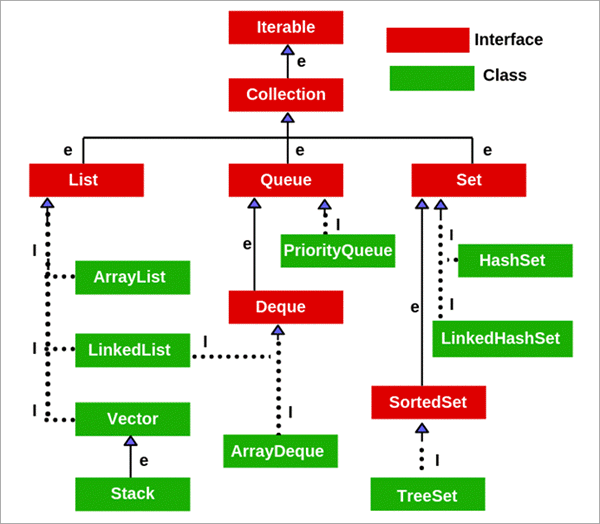 Iterable
Interface
e
Class
Collection
e e e
List Queue Set
I I I
PriorityQueue
e
HashSet
ArrayList
e I
Deque
I I LinkedHashSet
LinkedList
SortedSet
I I
Vector
ArrayDeque
e I
Stack TreeSet